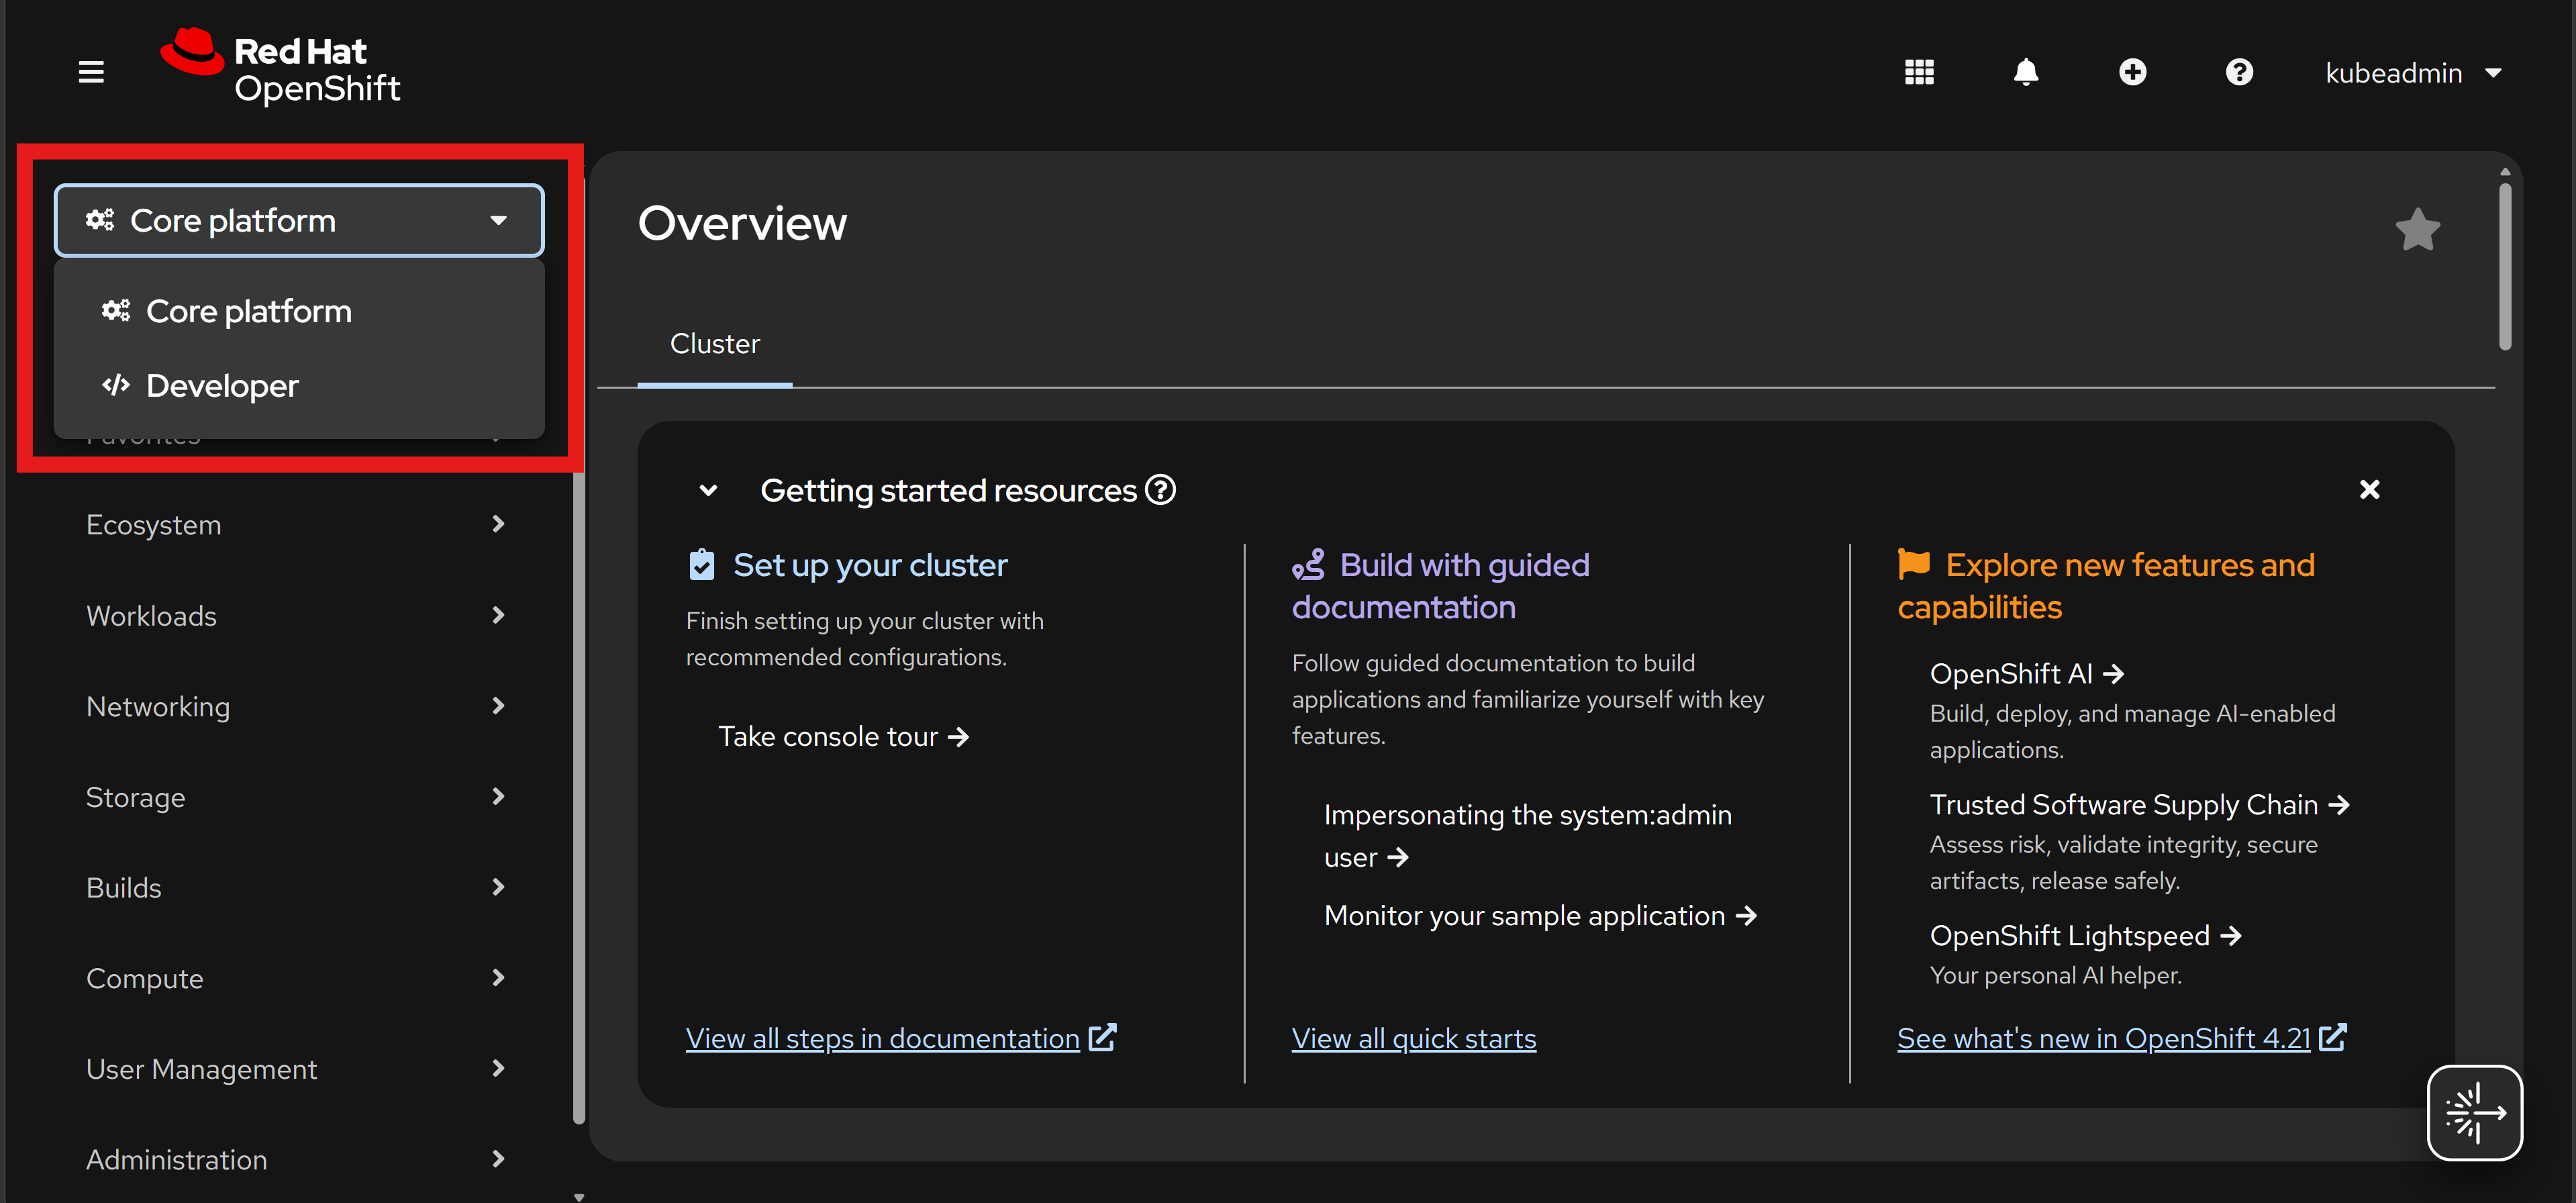 Red Hat
OpenShift
kubeadmin
Core platform
Core platform
Developer
Favorites
Ecosystem
Workloads
Networking
Storage
Builds
Compute
User Management
Administration
Overview
Cluster
Getting started resources
Set up your cluster
Finish setting up your cluster with
recommended configurations.
Take console tour
View all steps in documentation
Build with guided
documentation
Follow guided documentation to build
applications and familiarize yourself with key
features.
Impersonating the system:admin
user
Monitor your sample application
View all quick starts
Explore new features and
capabilities
OpenShift AI
Build, deploy, and manage AI-enabled
applications.
Trusted Software Supply Chain
Assess risk, validate integrity, secure
artifacts, release safely.
OpenShift Lightspeed
Your personal AI helper.
See what's new in OpenShift 4.21